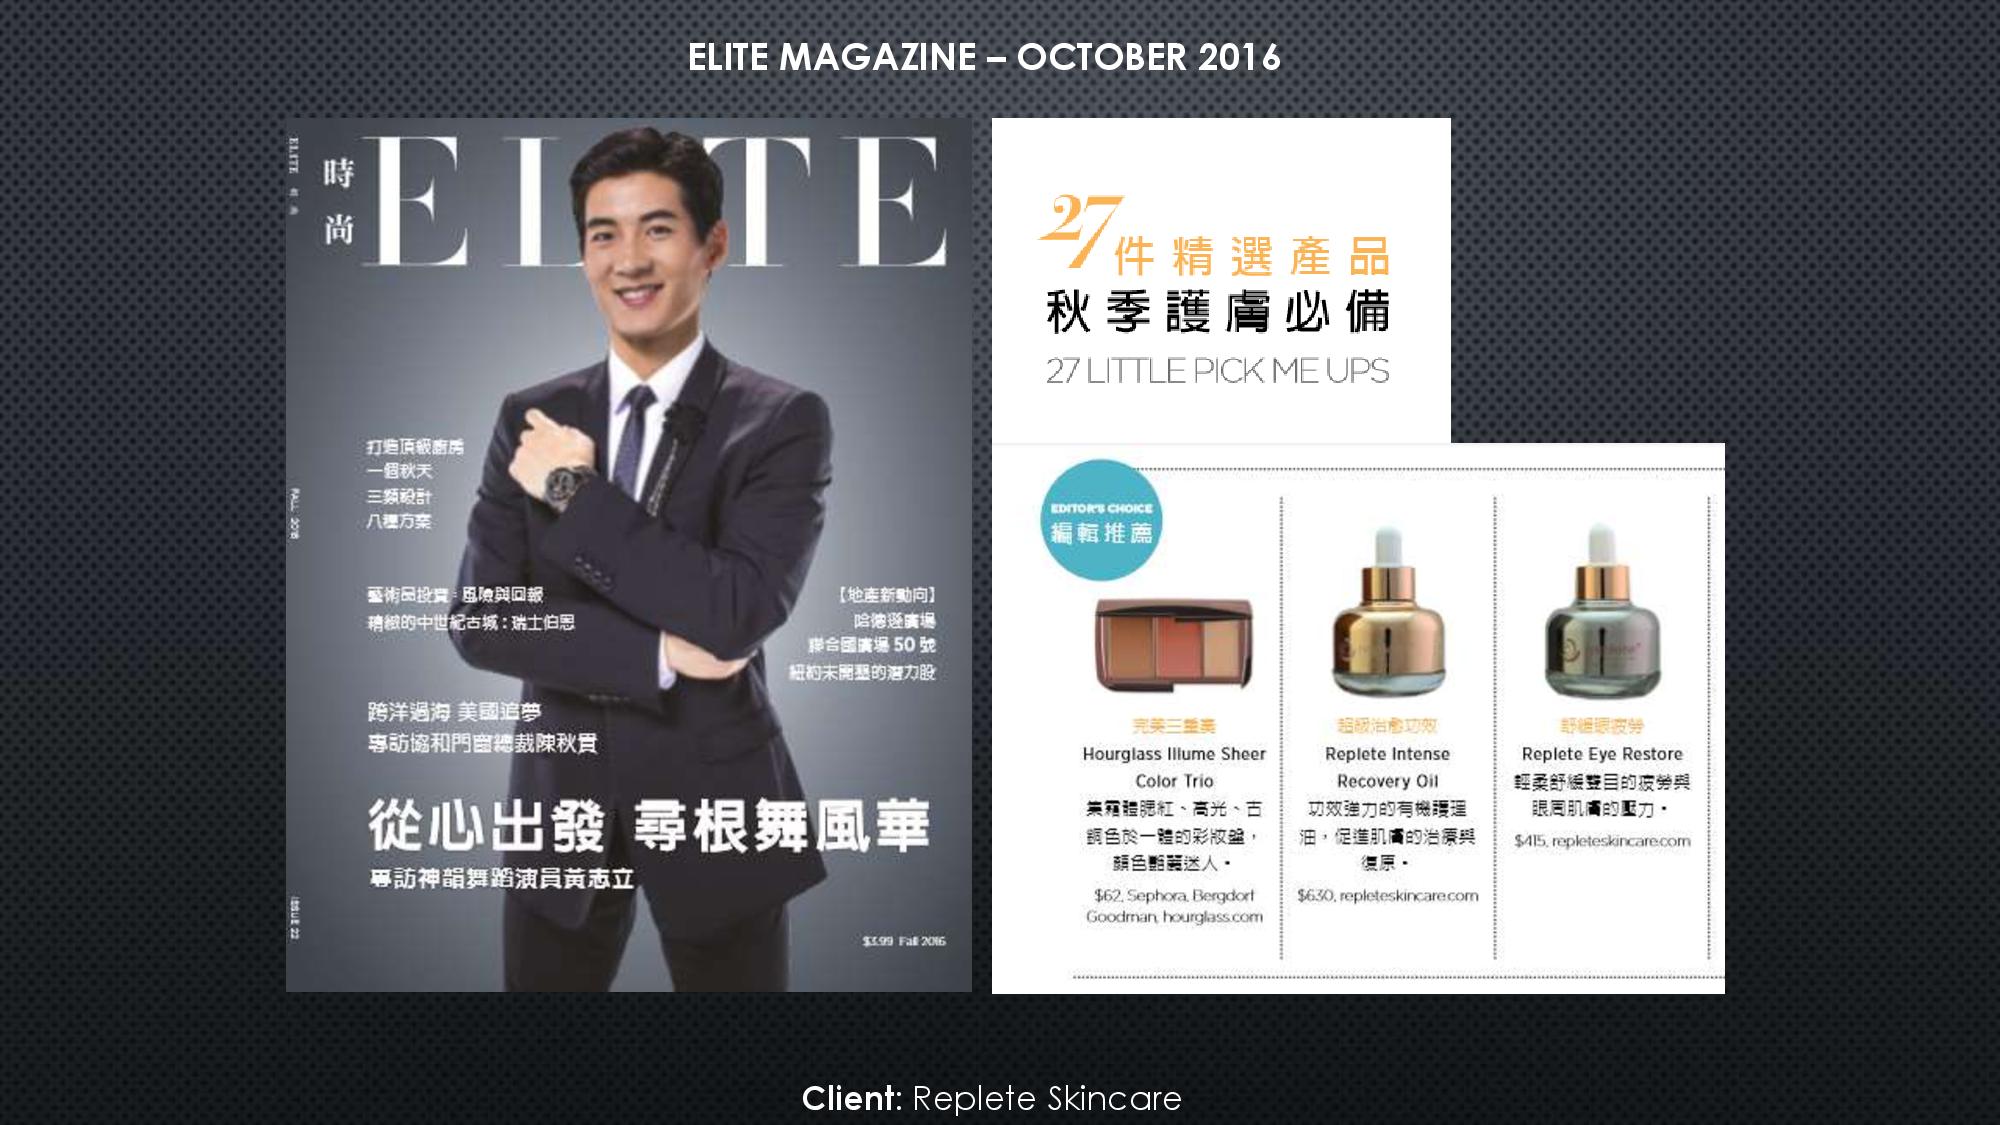 ELITE MAGAZINE – OCTOBER 2016
時尚
ELITE
ELITE
FALL 2016
ISSUE 22
打造頂級廚房
一個秋天
三類設計
八種方案
藝術品投資：風險與回報
精緻的中世紀古城：瑞士伯恩
【地產新動向】
哈德遜廣場
聯合國廣場 50 號
紐約未開墾的潛力股
跨洋過海 美國追夢
專訪協和門窗總裁陳秋貴
從心出發 尋根舞風華
專訪神韻舞蹈演員黃志立
$3.99 Fall 2016
27件精選產品
秋季護膚必備
27 LITTLE PICK ME UPS
EDITOR'S CHOICE
編輯推薦
完美三重奏
Hourglass Illume Sheer
Color Trio
集霜體腮紅、高光、古
銅色於一體的彩妝盤，
顏色艷麗迷人。
$62, Sephora, Bergdorf
Goodman, hourglass.com
超級治癒功效
Replete Intense
Recovery Oil
功效強力的有機護理
油，促進肌膚的治療與
復原。
$630, repleteskincare.com
舒緩眼疲勞
Replete Eye Restore
輕柔舒緩雙目的疲勞與
眼周肌膚的壓力。
$415, repleteskincare.com
Client: Replete Skincare